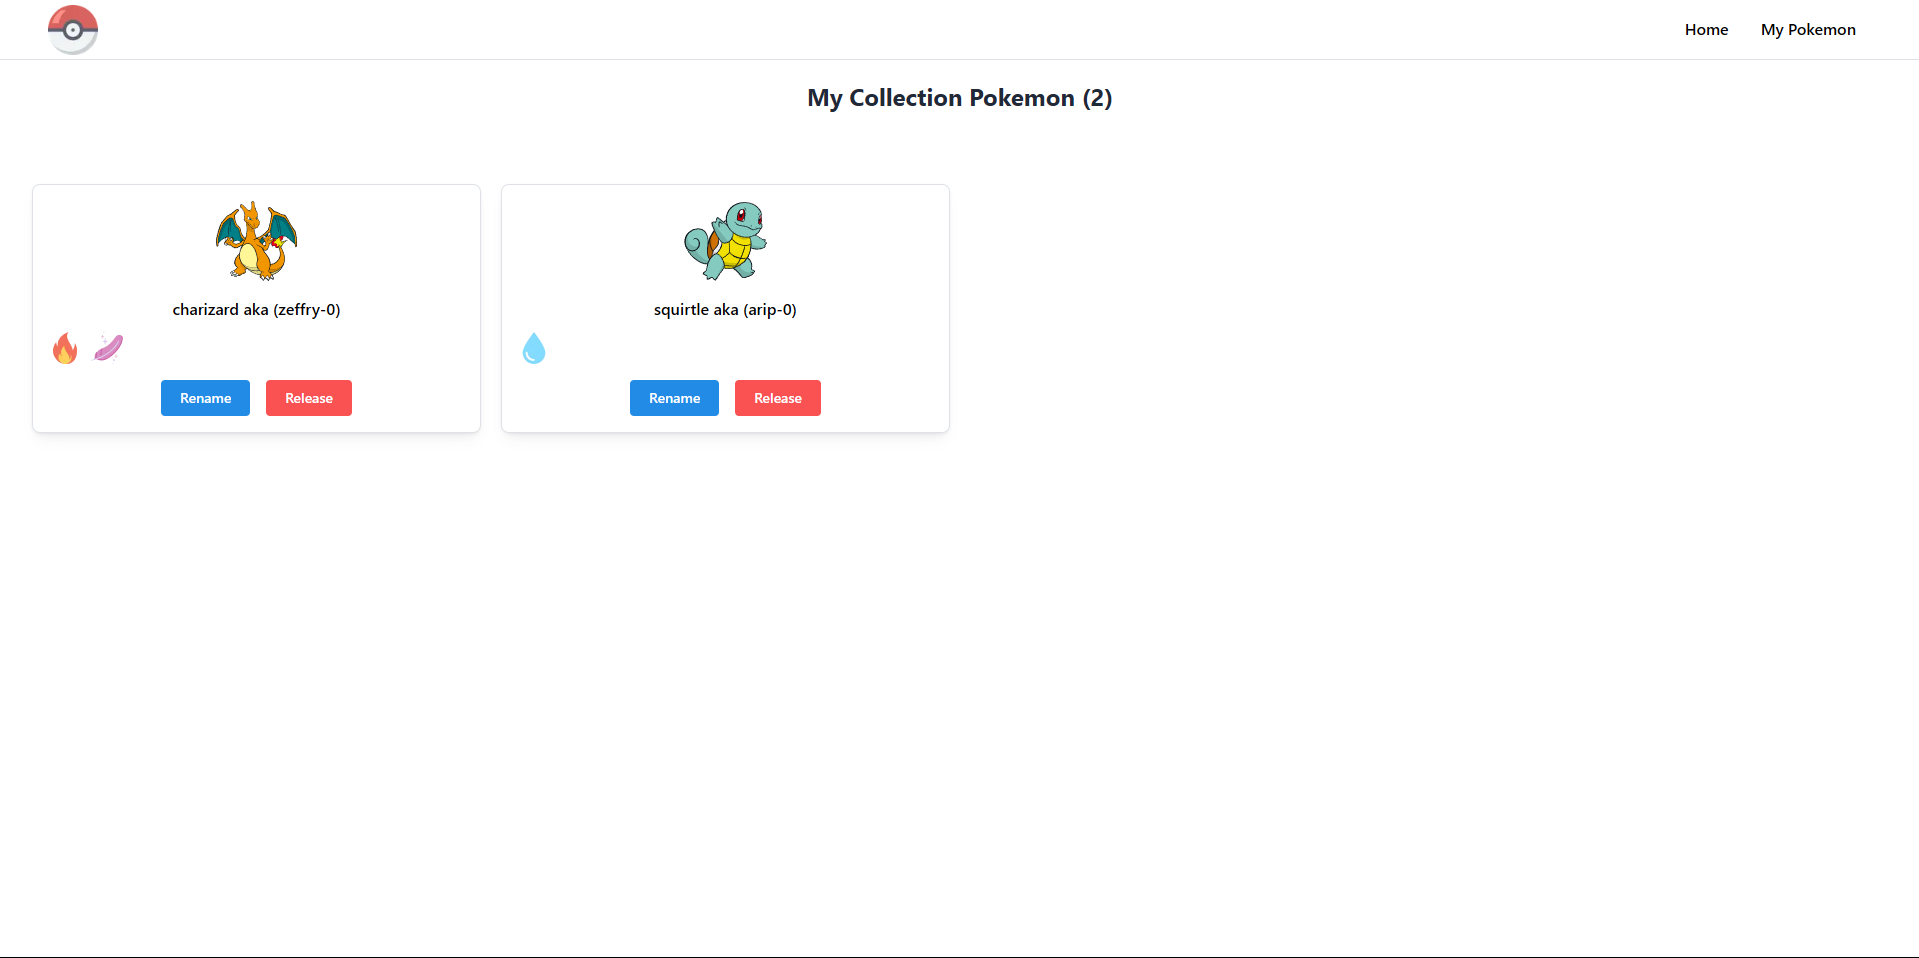 Home My Pokemon
My Collection Pokemon (2)
charizard aka (zeffry-0)
Rename Release
squirtle aka (arip-0)
Rename Release